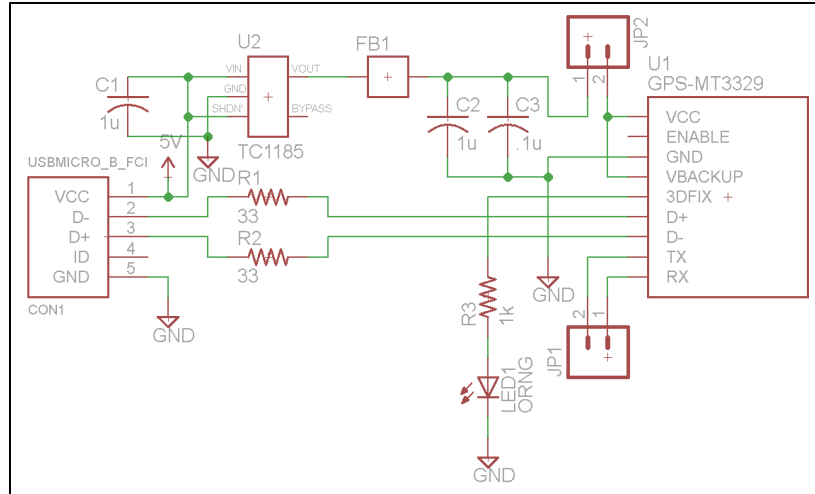 U2
FB1
JP2
1
2
U1
GPS-MT3329
C1
1u
VIN
GND
SHDN'
VOUT
BYPASS
TC1185
C2
1u
C3
.1u
VCC
ENABLE
GND
VBACKUP
3DFIX
D+
D-
TX
RX
5V
GND
USBMICRO_B_FCI
VCC
D-
D+
ID
GND
1
2
3
4
5
CON1
R1
33
R2
33
GND
GND
R3
1k
2
1
JP1
LED1
ORNG
GND